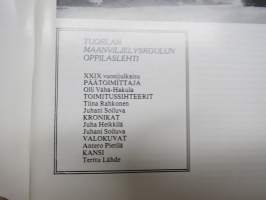 TUORLAN
MAANVILJELYSKOULUN
OPPILASLEHTI
XXIX vuosijulkaisu
PÄÄTOIMITTAJA
Olli Vähä-Hakula
TOIMITUSSIHTEERIT
Tiina Rahkonen
Juhani Soiluva
KRONIKAT
Juha Heikkilä
Juhani Soiluva
VALOKUVAT
Antero Pietilä
KANSI
Terttu Lähde